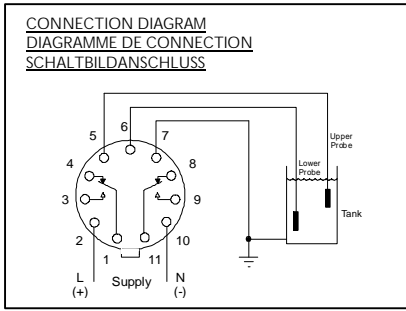 CONNECTION DIAGRAM
DIAGRAMME DE CONNECTION
SCHALTBILDANSCHLUSS
5
6
7
4
8
3
9
2
10
1
11
Upper
Probe
Lower
Probe
Tank
L
(+)
Supply
N
(-)